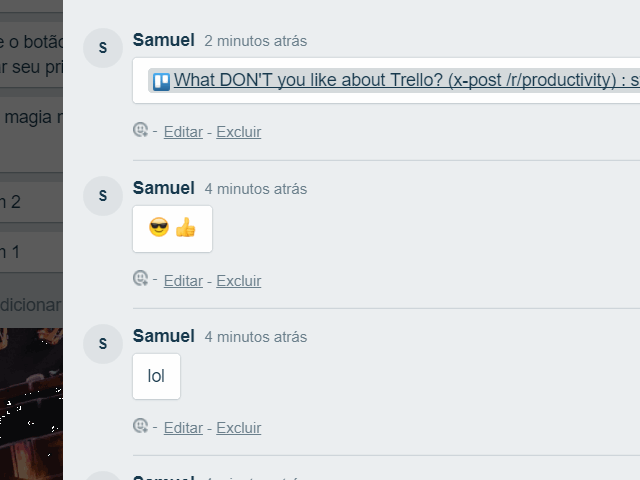 e o botão
ar seu pri
magia n
m 2
m 1
dicionar
S
Samuel 2 minutos atrás
What DON'T you like about Trello? (x-post /r/productivity) :
- Editar - Excluir
S
Samuel 4 minutos atrás
😎👍
- Editar - Excluir
S
Samuel 4 minutos atrás
lol
- Editar - Excluir
Samuel